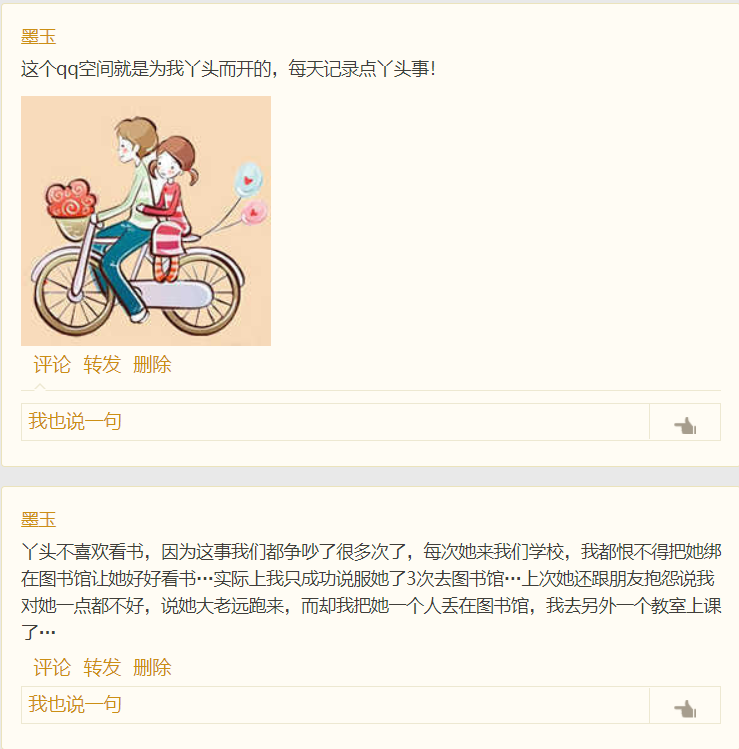 墨玉
这个qq空间就是为我丫头而开的，每天记录点丫头事！
评论 转发 删除
我也说一句
墨玉
丫头不喜欢看书，因为这事我们都争吵了很多次了，每次她来我们学校，我都恨不得把她绑
在图书馆让她好好看书…实际上我只成功说服她了3次去图书馆…上次她还跟朋友抱怨说我
对她一点都不好，说她大老远跑来，而却我把她一个人丢在图书馆，我去另外一个教室上课
了…
评论 转发 删除
我也说一句